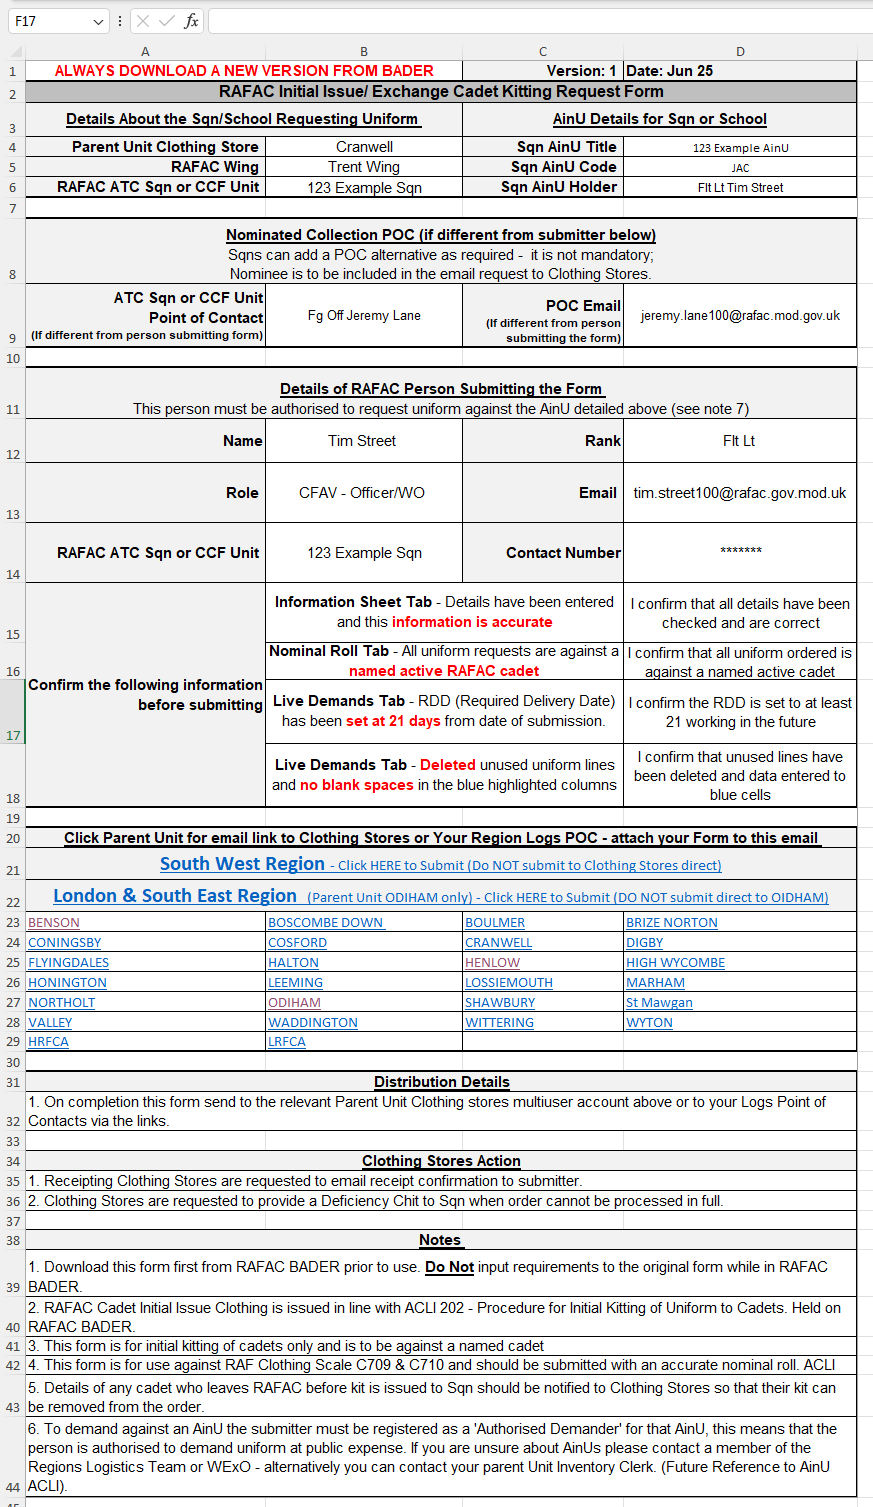 F17
fx
A B C D
1 ALWAYS DOWNLOAD A NEW VERSION FROM BADER Version: 1 Date: Jun 25
2 RAFAC Initial Issue/ Exchange Cadet Kitting Request Form
3 Details About the Sqn/School Requesting Uniform AinU Details for Sqn or School
4 Parent Unit Clothing Store Cranwell Sqn AinU Title 123 Example AinU
5 RAFAC Wing Trent Wing Sqn AinU Code JAC
6 RAFAC ATC Sqn or CCF Unit 123 Example Sqn Sqn AinU Holder Flt Lt Tim Street
7
Nominated Collection POC (if different from submitter below)
Sqns can add a POC alternative as required - it is not mandatory;
8 Nominee is to be included in the email request to Clothing Stores.
ATC Sqn or CCF Unit
Point of Contact
(If different from person submitting form)
Fg Off Jeremy Lane
POC Email
(If different from person
submitting the form)
jeremy.lane100@rafac.mod.gov.uk
9
10
Details of RAFAC Person Submitting the Form
11 This person must be authorised to request uniform against the AinU detailed above (see note 7)
12 Name Tim Street Rank Flt Lt
13 Role CFAV - Officer/WO Email tim.street100@rafac.gov.mod.uk
14 RAFAC ATC Sqn or CCF Unit 123 Example Sqn Contact Number *******
Confirm the following information
before submitting
Information Sheet Tab - Details have been entered
and this information is accurate
I confirm that all details have been
checked and are correct
15
Nominal Roll Tab - All uniform requests are against a
named active RAFAC cadet
I confirm that all uniform ordered is
against a named active cadet
16
Live Demands Tab - RDD (Required Delivery Date)
has been set at 21 days from date of submission.
I confirm the RDD is set to at least
21 working in the future
17
Live Demands Tab - Deleted unused uniform lines
and no blank spaces in the blue highlighted columns
I confirm that unused lines have
been deleted and data entered to
blue cells
18
19
20 Click Parent Unit for email link to Clothing Stores or Your Region Logs POC - attach your Form to this email
21 South West Region - Click HERE to Submit (Do NOT submit to Clothing Stores direct)
22 London & South East Region (Parent Unit ODIHAM only) - Click HERE to Submit (DO NOT submit direct to OIDHAM)
23 BENSON BOSCOMBE DOWN BOULMER BRIZE NORTON
24 CONINGSBY COSFORD CRANWELL DIGBY
25 FLYINGDALES HALTON HENLOW HIGH WYCOMBE
26 HONINGTON LEEMING LOSSIEMOUTH MARHAM
27 NORTHOLT ODIHAM SHAWBURY St Mawgan
28 VALLEY WADDINGTON WITTERING WYTON
29 HRFCA LRFCA
30
31 Distribution Details
1. On completion this form send to the relevant Parent Unit Clothing stores multiuser account above or to your Logs Point of
32 Contacts via the links.
33
34 Clothing Stores Action
35 1. Receipting Clothing Stores are requested to email receipt confirmation to submitter.
36 2. Clothing Stores are requested to provide a Deficiency Chit to Sqn when order cannot be processed in full.
37
38 Notes
1. Download this form first from RAFAC BADER prior to use. Do Not input requirements to the original form while in RAFAC
39 BADER.
2. RAFAC Cadet Initial Issue Clothing is issued in line with ACLI 202 - Procedure for Initial Kitting of Uniform to Cadets. Held on
40 RAFAC BADER.
41 3. This form is for initial kitting of cadets only and is to be against a named cadet
42 4. This form is for use against RAF Clothing Scale C709 & C710 and should be submitted with an accurate nominal roll. ACLI
5. Details of any cadet who leaves RAFAC before kit is issued to Sqn should be notified to Clothing Stores so that their kit can
43 be removed from the order.
6. To demand against an AinU the submitter must be registered as a 'Authorised Demander' for that AinU, this means that the
person is authorised to demand uniform at public expense. If you are unsure about AinUs please contact a member of the
Regions Logistics Team or WExO - alternatively you can contact your parent Unit Inventory Clerk. (Future Reference to AinU
44 ACLI).